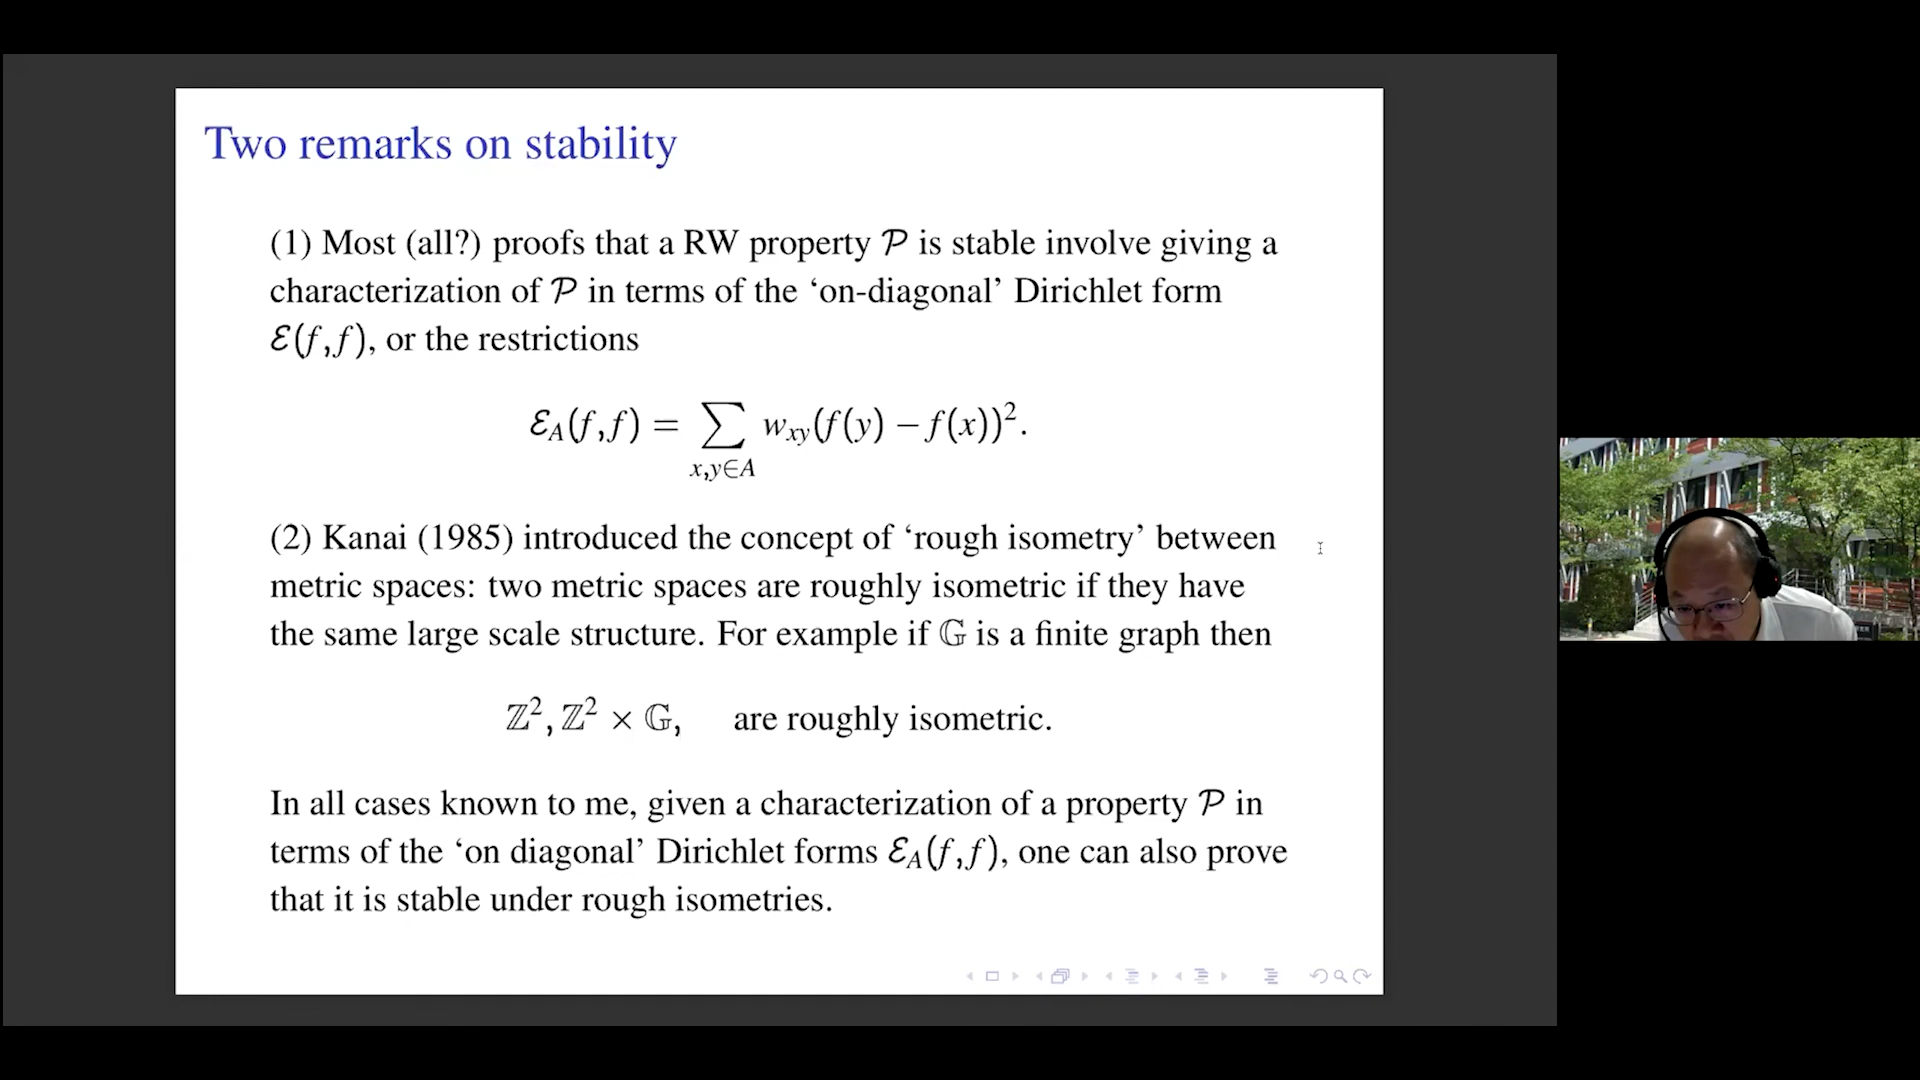 Two remarks on stability
(1) Most (all?) proofs that a RW property 𝒫 is stable involve giving a
characterization of 𝒫 in terms of the ‘on-diagonal’ Dirichlet form
ℰ(f,f), or the restrictions
ℰ_A(f,f) = ∑_{x,y∈A} w_{xy}(f(y) − f(x))².
(2) Kanai (1985) introduced the concept of ‘rough isometry’ between
metric spaces: two metric spaces are roughly isometric if they have
the same large scale structure. For example if 𝔾 is a finite graph then
ℤ², ℤ² × 𝔾, are roughly isometric.
In all cases known to me, given a characterization of a property 𝒫 in
terms of the ‘on diagonal’ Dirichlet forms ℰ_A(f,f), one can also prove
that it is stable under rough isometries.